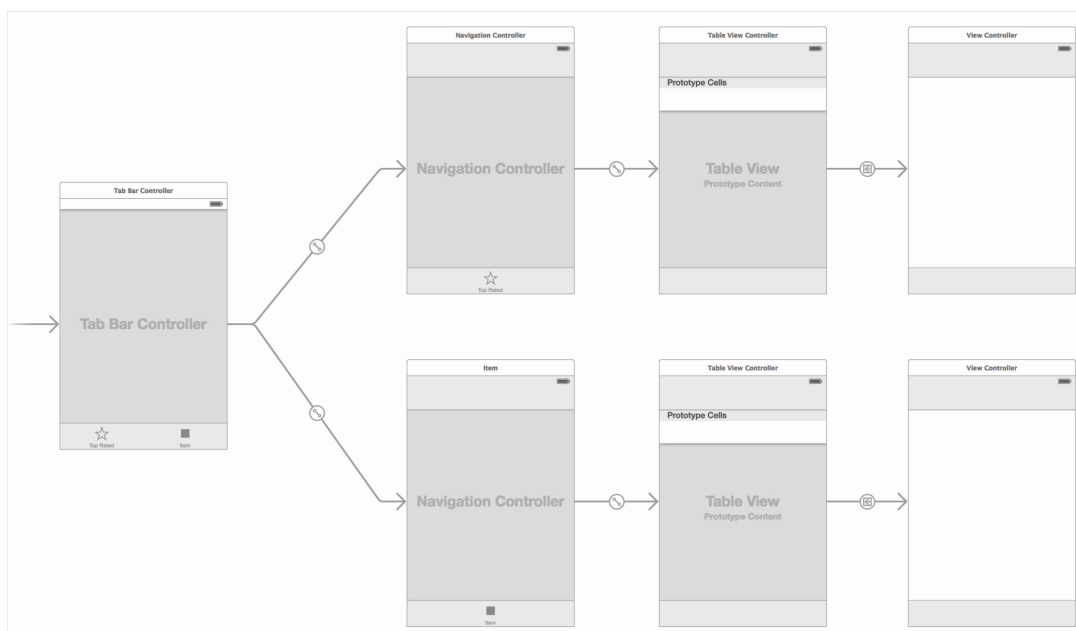 Navigation Controller
Table View Controller
View Controller
Prototype Cells
Navigation Controller
Table View
Prototype Content
Top Rated
Tab Bar Controller
Tab Bar Controller
Top Rated
Item
Item
Table View Controller
View Controller
Prototype Cells
Navigation Controller
Table View
Prototype Content
Item